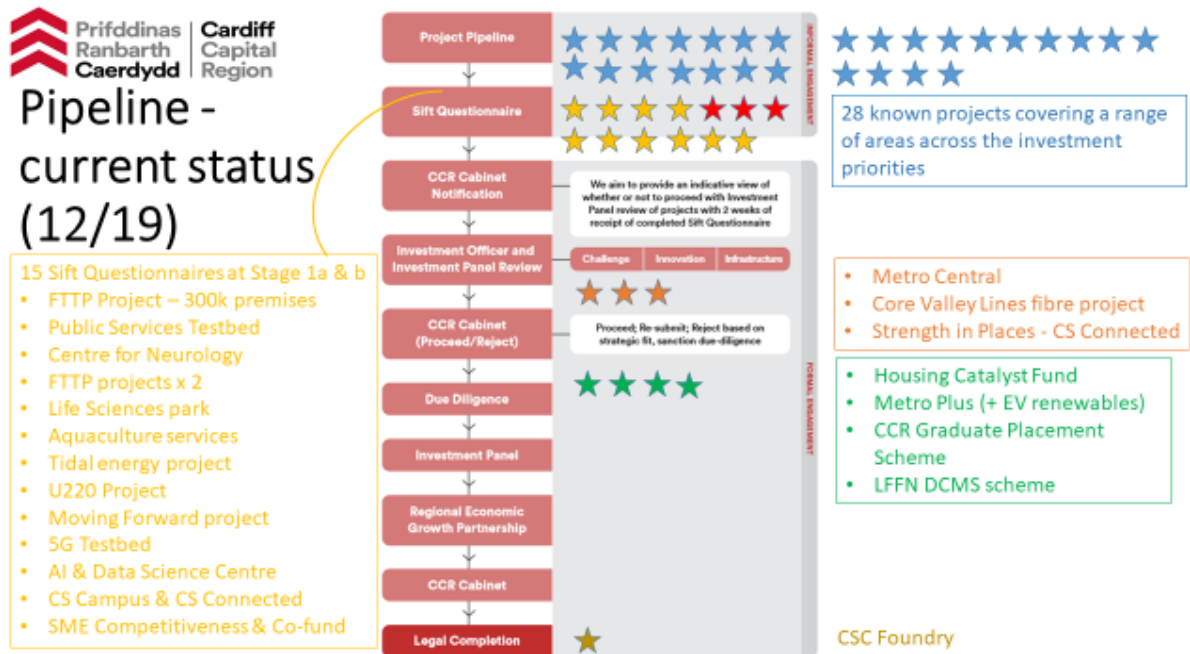 Prifddinas
Ranbarth
Caerdydd
Cardiff
Capital
Region
Pipeline -
current status
(12/19)
15 Sift Questionnaires at Stage 1a & b
• FTTP Project – 300k premises
• Public Services Testbed
• Centre for Neurology
• FTTP projects x 2
• Life Sciences park
• Aquaculture services
• Tidal energy project
• U220 Project
• Moving Forward project
• 5G Testbed
• AI & Data Science Centre
• CS Campus & CS Connected
• SME Competitiveness & Co-fund
Project Pipeline
Sift Questionnaire
CCR Cabinet
Notification
Investment Officer and
Investment Panel Review
CCR Cabinet
(Proceed/Reject)
Due Diligence
Investment Panel
Regional Economic
Growth Partnership
CCR Cabinet
Legal Completion
INFORMAL ENGAGEMENT
We aim to provide an indicative view of
whether or not to proceed with Investment
Panel review of projects with 2 weeks of
receipt of completed Sift Questionnaire
Challenge
Innovation
Infrastructure
Proceed; Re-submit; Reject based on
strategic fit, sanction due-diligence
FORMAL ENGAGEMENT
28 known projects covering a range
of areas across the investment
priorities
• Metro Central
• Core Valley Lines fibre project
• Strength in Places - CS Connected
• Housing Catalyst Fund
• Metro Plus (+ EV renewables)
• CCR Graduate Placement
Scheme
• LFFN DCMS scheme
CSC Foundry